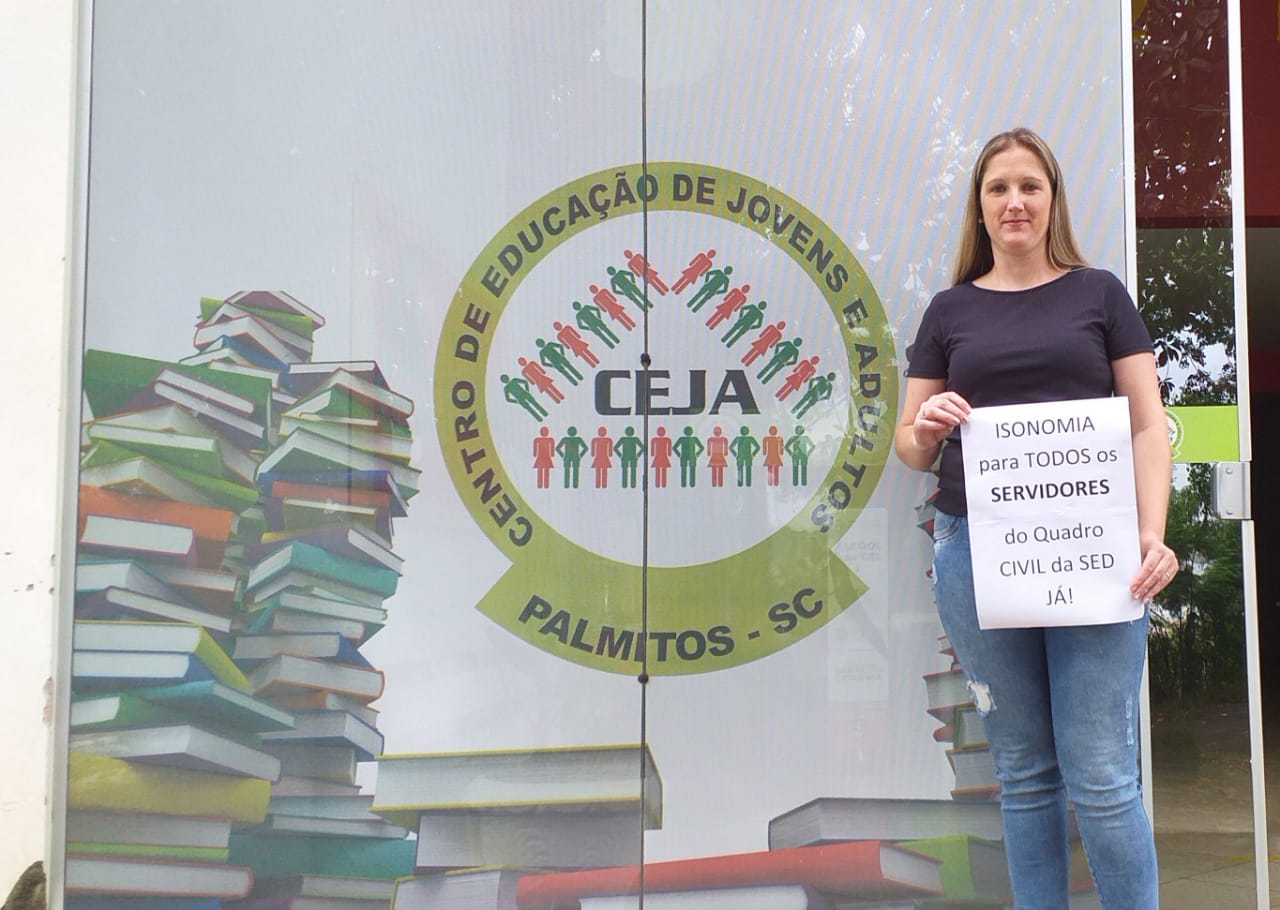 CENTRO DE EDUCAÇÃO DE JOVENS E ADULTOS
CEJA
PALMITOS - SC
ISONOMIA
para TODOS os
SERVIDORES
do Quadro
CIVIL da SED
JÁ!